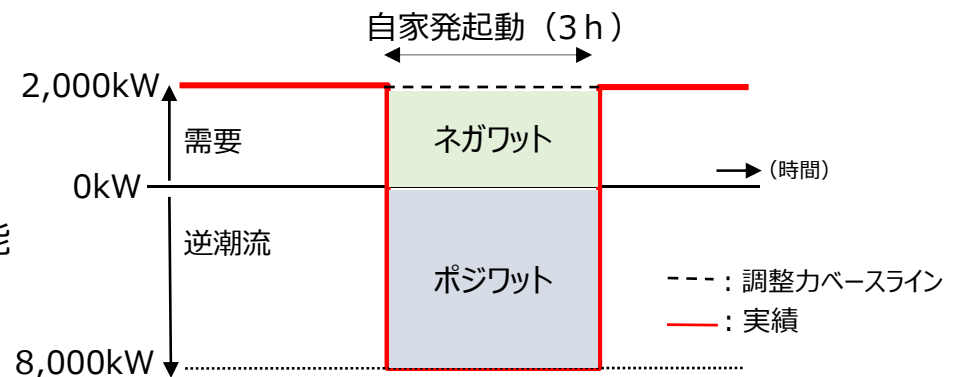 自家発起動（3ｈ）
2,000kW
需要
ネガワット
0kW
（時間）
能
逆潮流
ポジワット
：調整力ベースライン
：実績
8,000kW